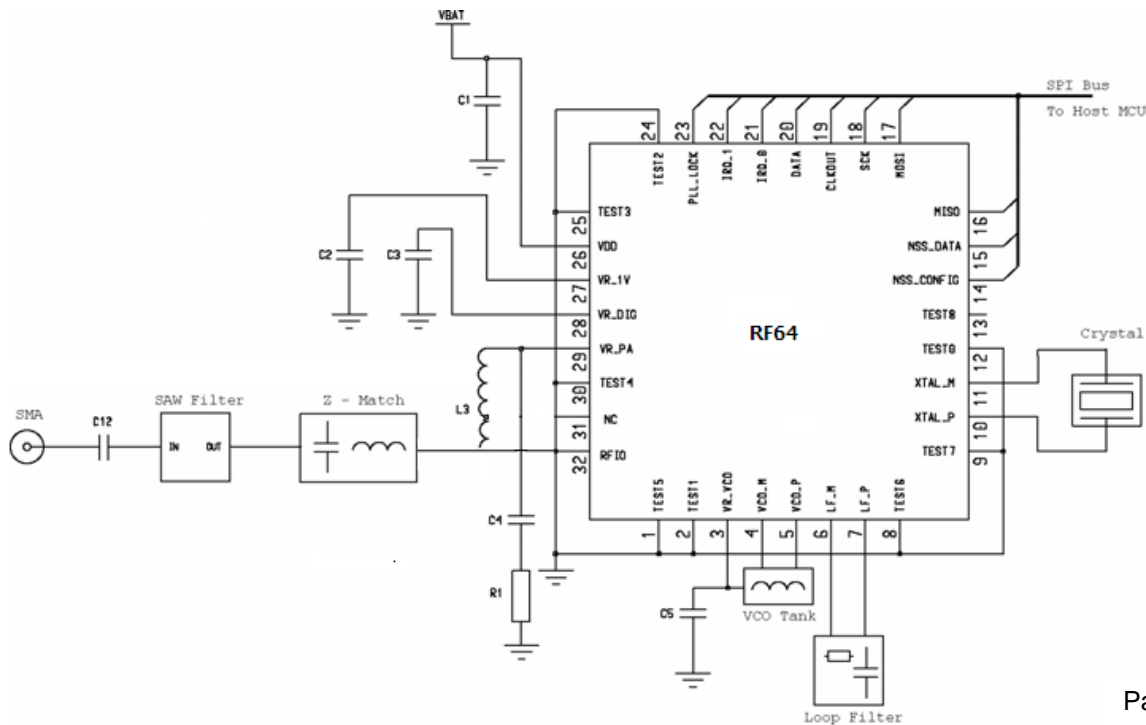 VBAT
C1
SPI Bus
To Host MCU
24
23
22
21
20
19
18
17
TEST2
PLL_LOCK
IRQ_1
IRQ_0
DATA
CLKOUT
SCK
MOSI
TEST3
25
VDD
26
VR_1V
27
VR_DIG
28
VR_PA
29
TEST4
30
NC
31
RFIO
32
MISO
16
NSS_DATA
15
NSS_CONFIG
14
TEST8
13
TEST0
12
XTAL_M
11
XTAL_P
10
TEST7
9
RF64
C2
C3
Crystal
SMA
C12
SAW Filter
IN
OUT
Z - Match
L3
TEST5
TEST1
VR_VCO
VCO_M
VCO_P
LF_M
LF_P
TEST6
1
2
3
4
5
6
7
8
C4
R1
C5
VCO Tank
Loop Filter
Pa